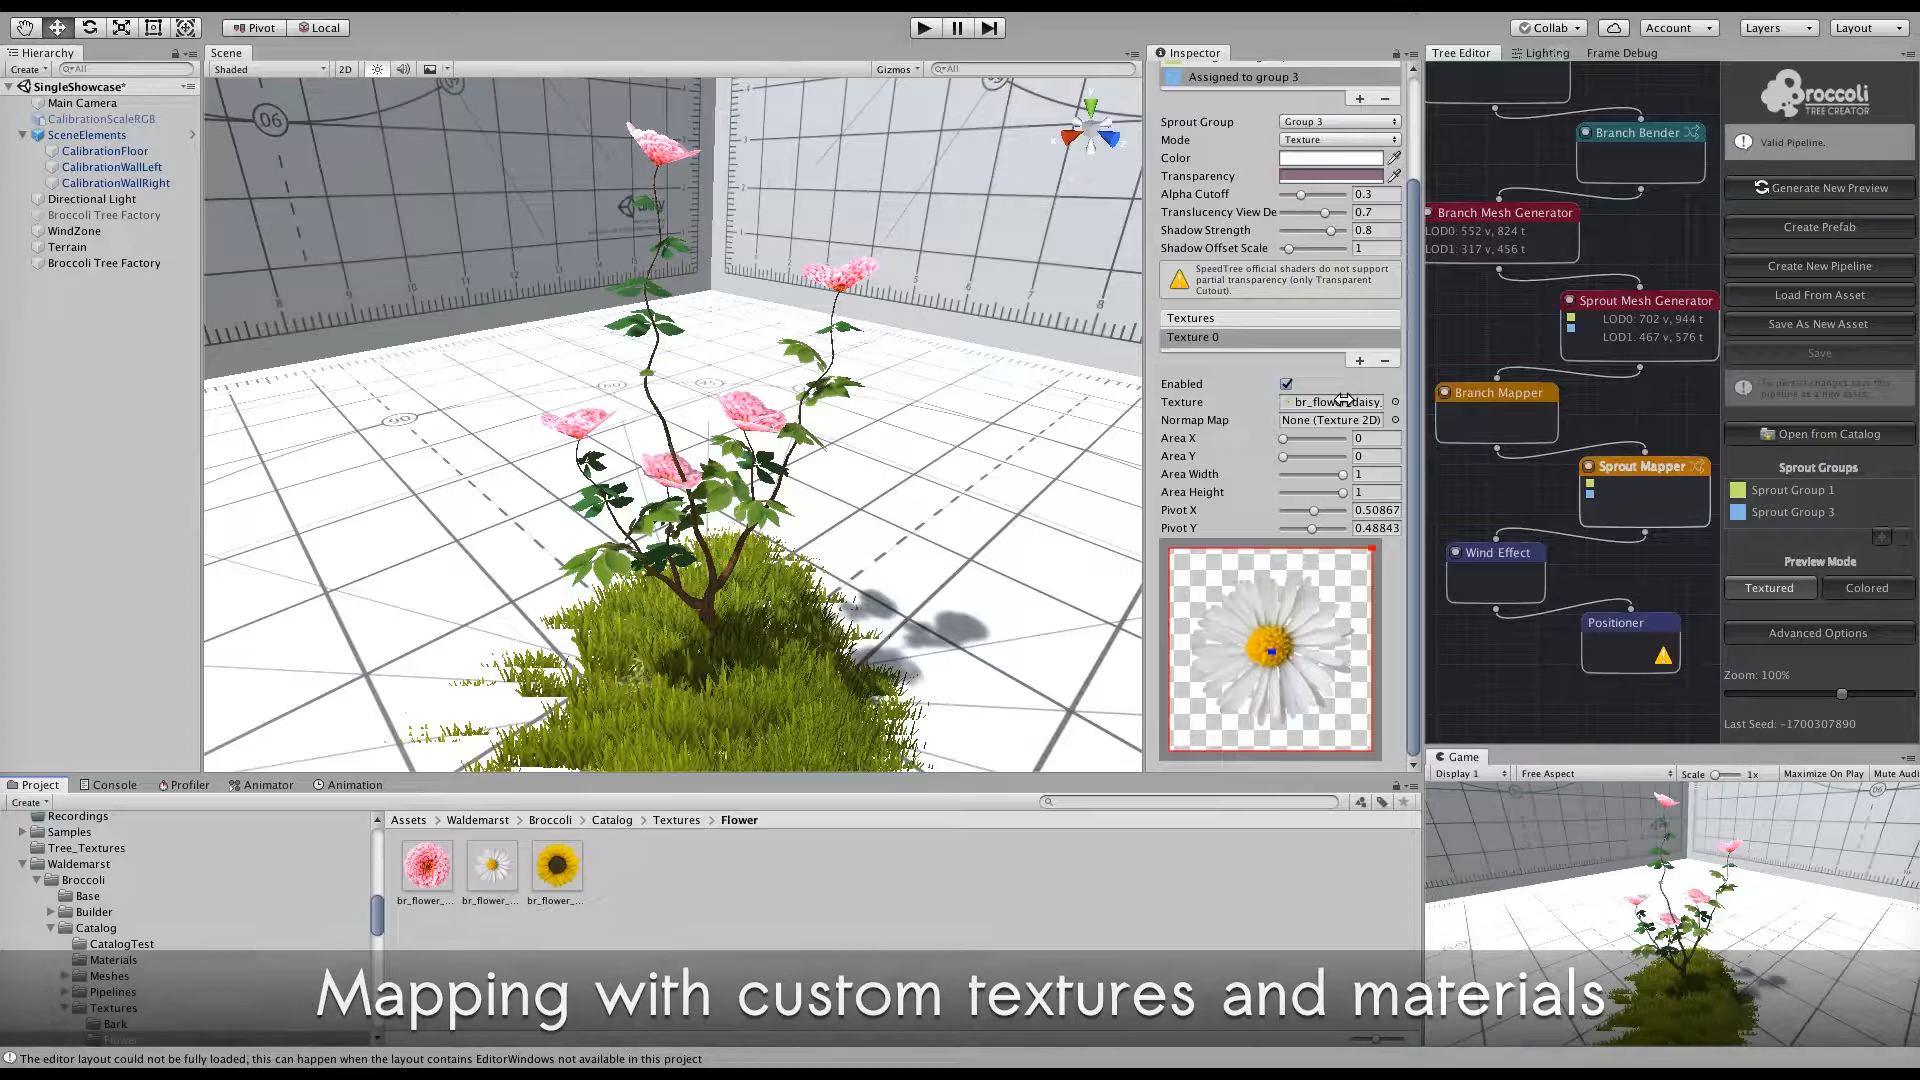 Pivot
Local
Collab
Account
Layers
Layout
Hierarchy
Create
All
SingleShowcase*
Main Camera
CalibrationScaleRGB
SceneElements
CalibrationFloor
CalibrationWallLeft
CalibrationWallRight
Directional Light
Broccoli Tree Factory
WindZone
Terrain
Broccoli Tree Factory
Scene
Shaded
2D
Gizmos
All
06
Inspector
Assigned to group 3
Sprout Group
Group 3
Mode
Texture
Color
Transparency
Alpha Cutoff
0.3
Translucency View De
0.7
Shadow Strength
0.8
Shadow Offset Scale
1
SpeedTree official shaders do not support
partial transparency (only Transparent
Cutout).
Textures
Texture 0
Enabled
Texture
Normap Map
None (Texture 2D)
Area X
0
Area Y
0
Area Width
1
Area Height
1
Pivot X
0.50867
Pivot Y
0.48843
Tree Editor
Lighting
Frame Debug
Branch Bender
Branch Mesh Generator
LOD0: 552 v, 824 t
LOD1: 317 v, 456 t
Sprout Mesh Generator
LOD0: 702 v, 944 t
LOD1: 467 v, 576 t
Branch Mapper
Sprout Mapper
Wind Effect
Positioner
Broccoli
TREE CREATOR
Valid Pipeline.
Generate New Preview
Create Prefab
Create New Pipeline
Load From Asset
Save As New Asset
Save
To persist changes save this
pipeline as a new asset.
Open from Catalog
Sprout Groups
Sprout Group 1
Sprout Group 3
Preview Mode
Textured
Colored
Advanced Options
Zoom: 100%
Last Seed: -1700307890
Game
Display 1
Free Aspect
Scale
1x
Maximize On Play
Mute Audi
Project
Console
Profiler
Animator
Animation
Create
Recordings
Samples
Tree_Textures
Waldemarst
Broccoli
Base
Builder
Catalog
CatalogTest
Materials
Meshes
Pipelines
Textures
Bark
Flower
Assets > Waldemarst > Broccoli > Catalog > Textures > Flower
br_flower_...
br_flower_...
br_flower_...
Mapping with custom textures and materials
The editor layout could not be fully loaded, this can happen when the layout contains EditorWindows not available in this project